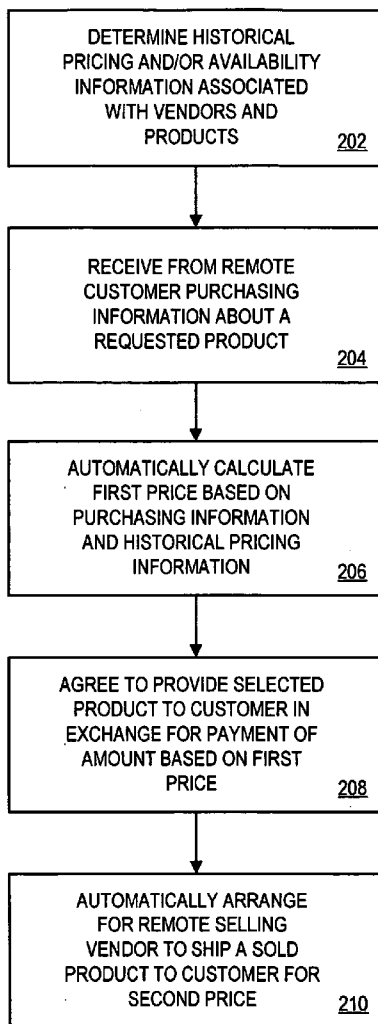 DETERMINE HISTORICAL
PRICING AND/OR AVAILABILITY
INFORMATION ASSOCIATED
WITH VENDORS AND
PRODUCTS
202
RECEIVE FROM REMOTE
CUSTOMER PURCHASING
INFORMATION ABOUT A
REQUESTED PRODUCT
204
AUTOMATICALLY CALCULATE
FIRST PRICE BASED ON
PURCHASING INFORMATION
AND HISTORICAL PRICING
INFORMATION
206
AGREE TO PROVIDE SELECTED
PRODUCT TO CUSTOMER IN
EXCHANGE FOR PAYMENT OF
AMOUNT BASED ON FIRST
PRICE
208
AUTOMATICALLY ARRANGE
FOR REMOTE SELLING
VENDOR TO SHIP A SOLD
PRODUCT TO CUSTOMER FOR
SECOND PRICE
210